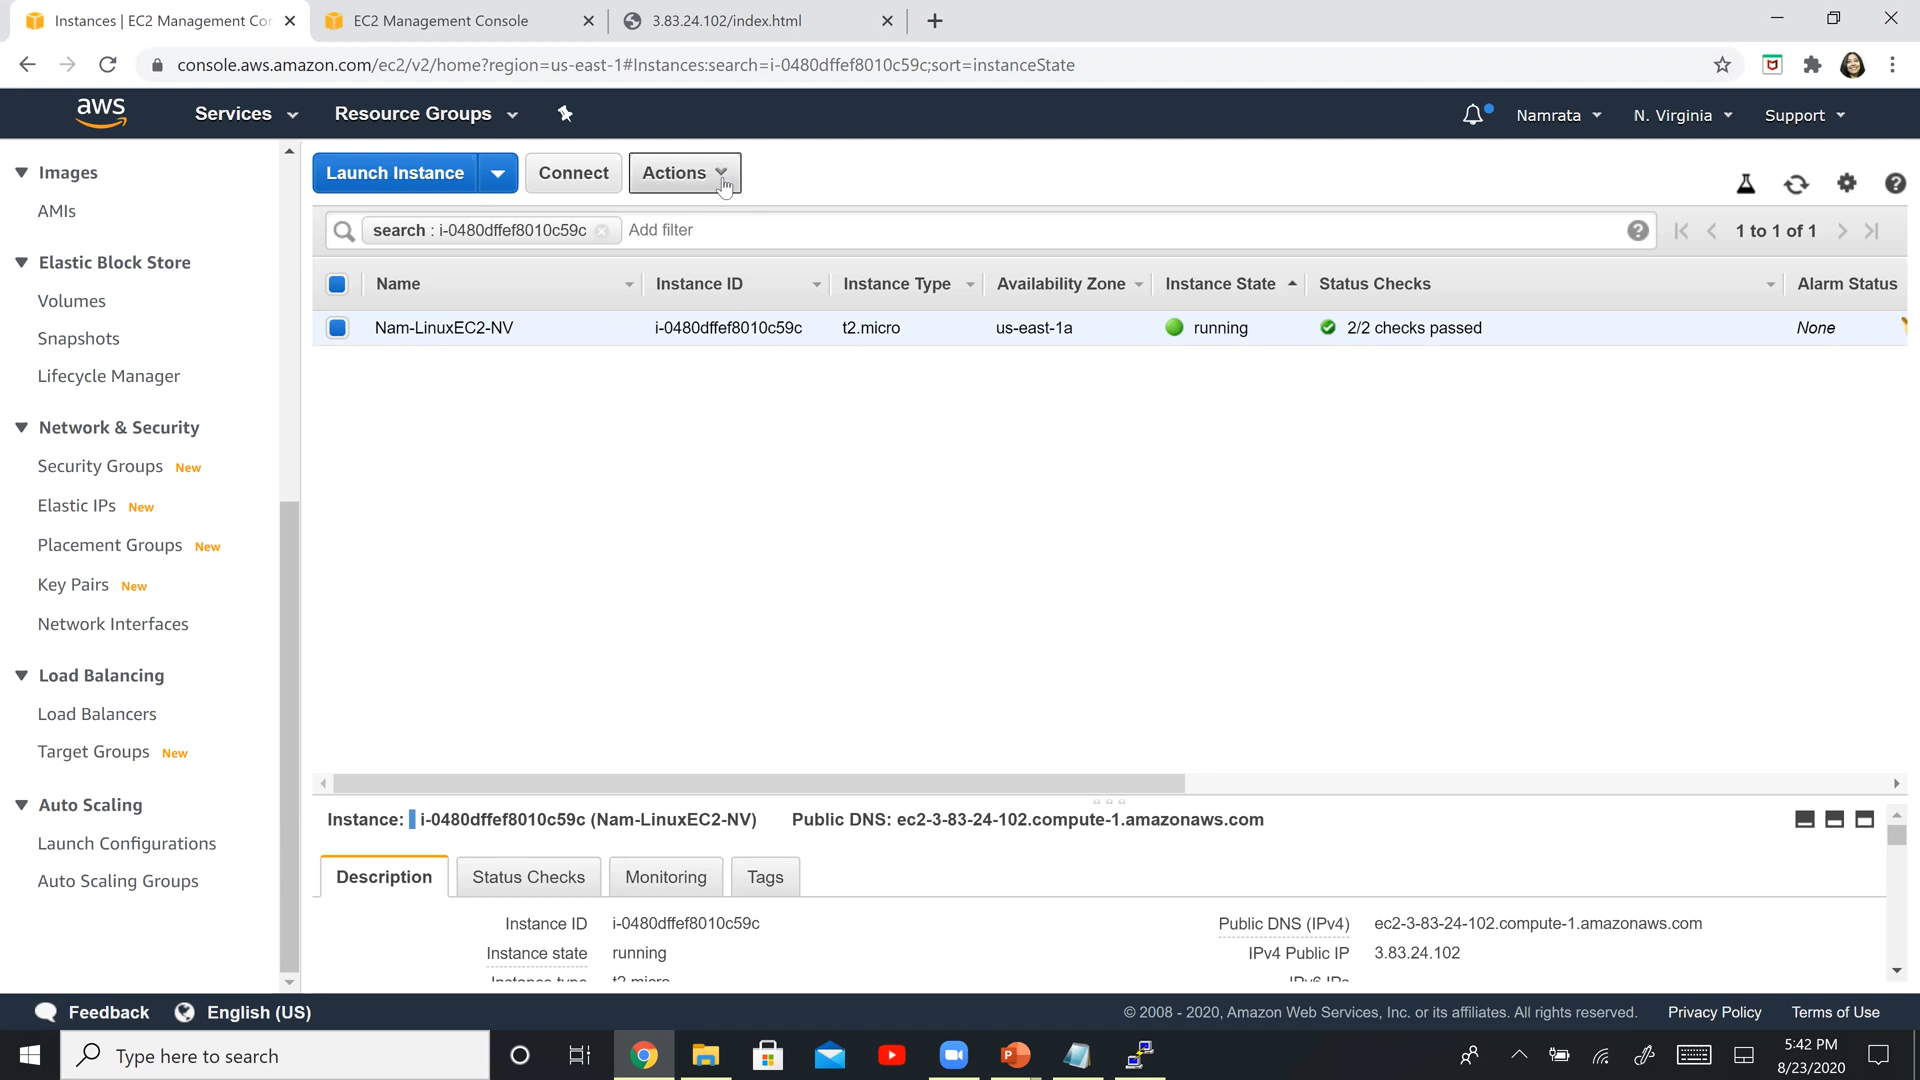 Instances | EC2 Management Con
EC2 Management Console
3.83.24.102/index.html
console.aws.amazon.com/ec2/v2/home?region=us-east-1#Instances:search=i-0480dffef8010c59c;sort=instanceState
aws
Services
Resource Groups
Namrata
N. Virginia
Support
Images
AMIs
Elastic Block Store
Volumes
Snapshots
Lifecycle Manager
Network & Security
Security Groups New
Elastic IPs New
Placement Groups New
Key Pairs New
Network Interfaces
Load Balancing
Load Balancers
Target Groups New
Auto Scaling
Launch Configurations
Auto Scaling Groups
Launch Instance
Connect
Actions
search : i-0480dffef8010c59c
Add filter
1 to 1 of 1
Name Instance ID Instance Type Availability Zone Instance State Status Checks Alarm Status
Nam-LinuxEC2-NV i-0480dffef8010c59c t2.micro us-east-1a running 2/2 checks passed None
Instance: i-0480dffef8010c59c (Nam-LinuxEC2-NV) Public DNS: ec2-3-83-24-102.compute-1.amazonaws.com
Description Status Checks Monitoring Tags
Instance ID i-0480dffef8010c59c Public DNS (IPv4) ec2-3-83-24-102.compute-1.amazonaws.com
Instance state running IPv4 Public IP 3.83.24.102
Instance type t2.micro IPv6 IPs
Feedback
English (US)
© 2008 - 2020, Amazon Web Services, Inc. or its affiliates. All rights reserved.
Privacy Policy
Terms of Use
Type here to search
5:42 PM
8/23/2020